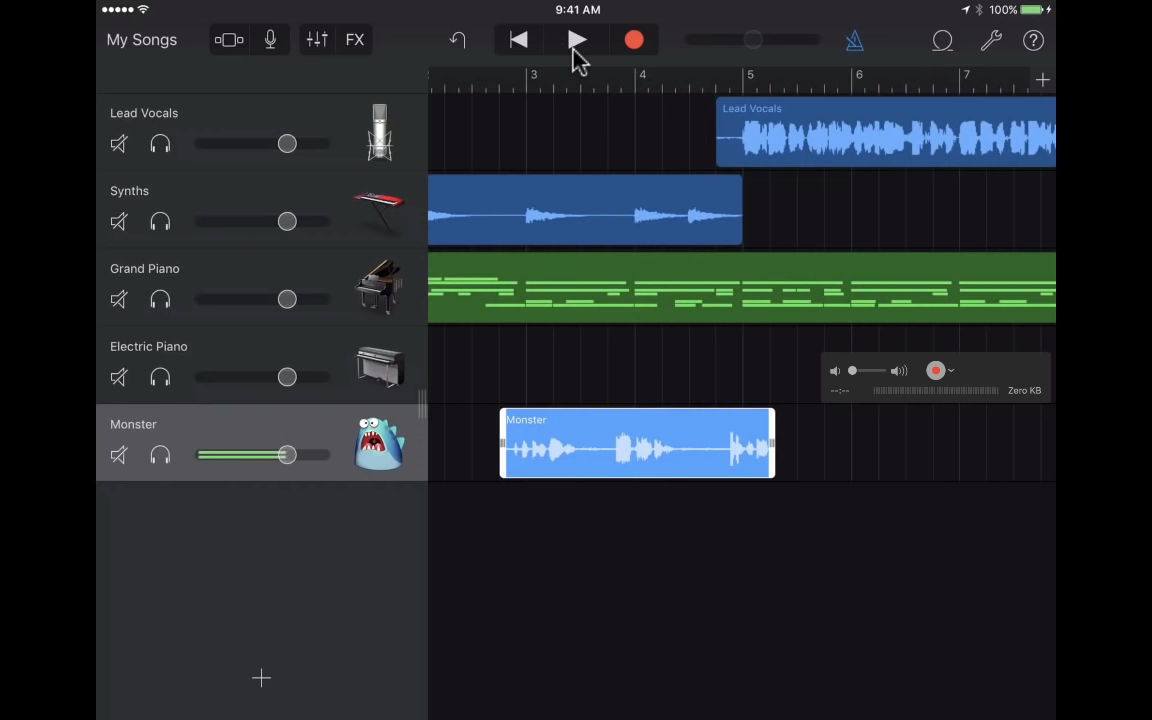 9:41 AM
100%
My Songs
FX
?
3
4
5
6
7
Lead Vocals
Lead Vocals
Synths
Grand Piano
Electric Piano
--:--
Zero KB
Monster
Monster